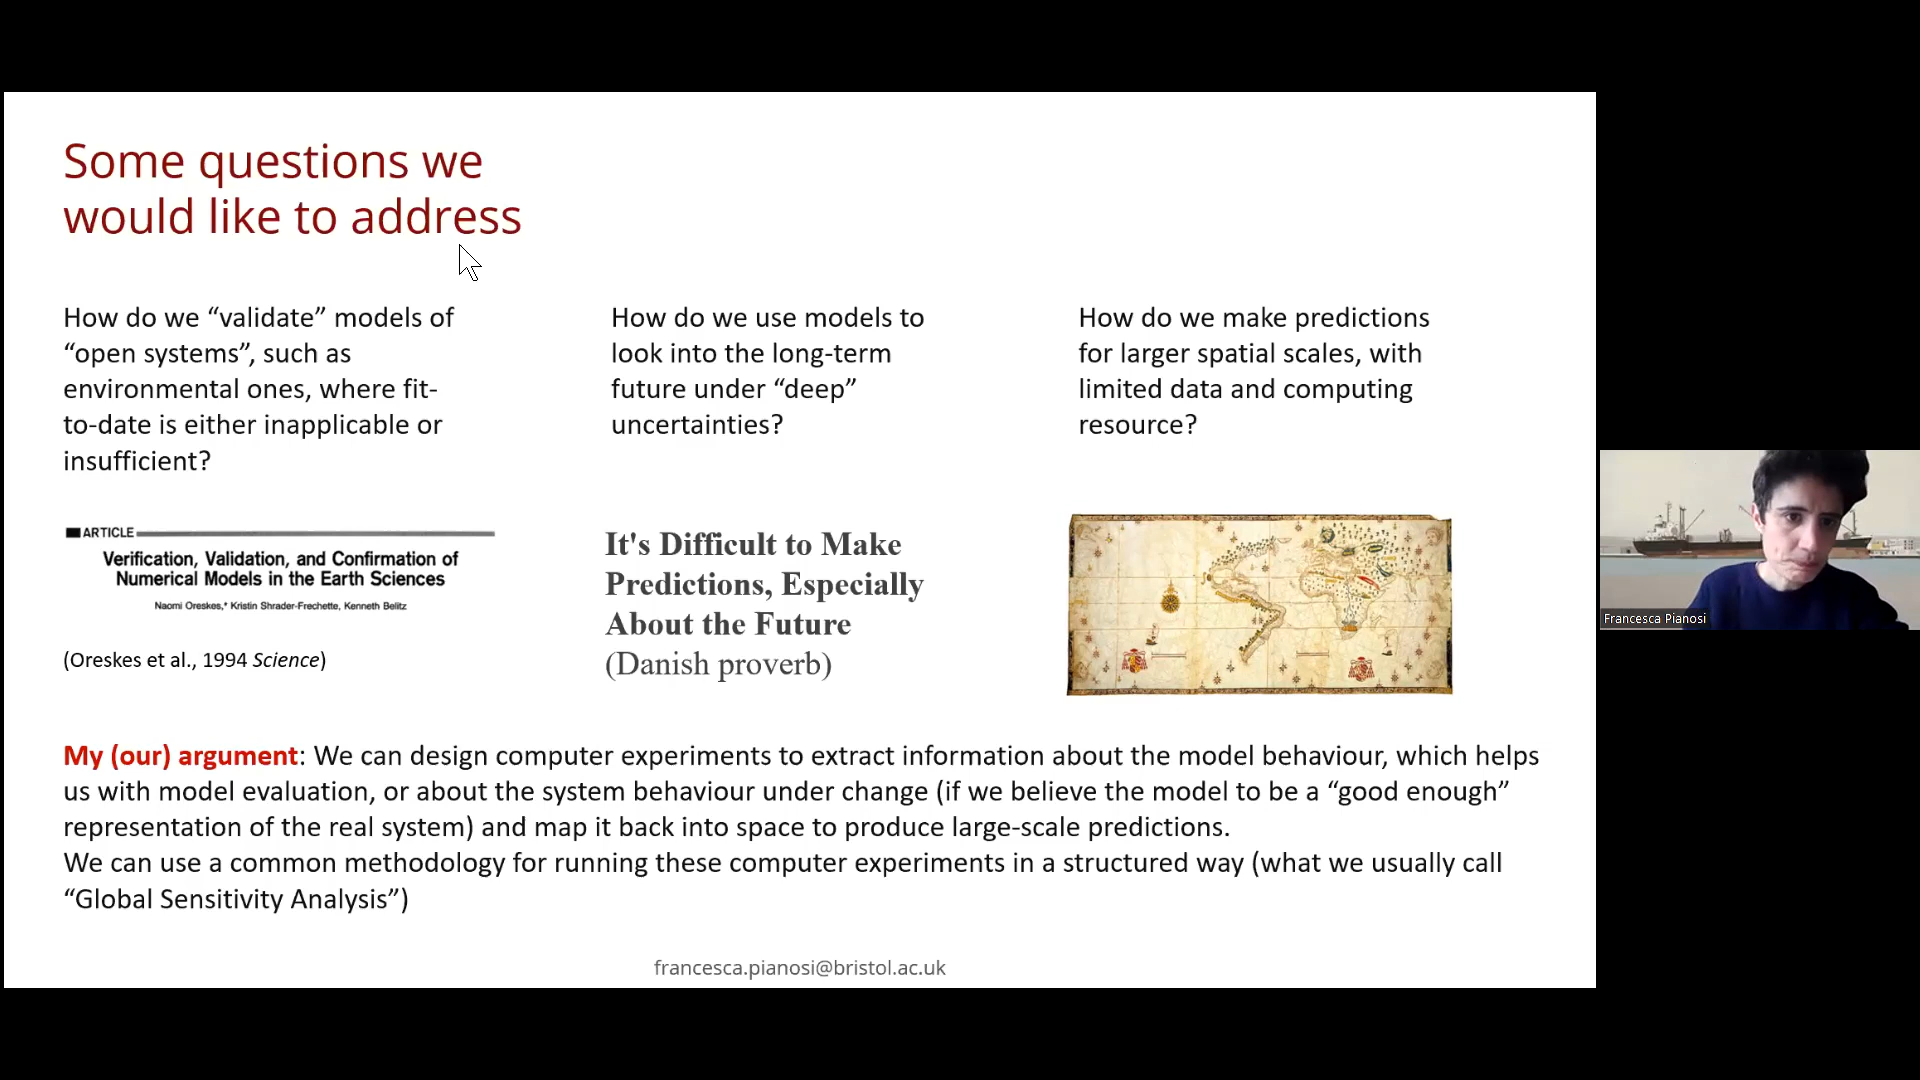 Some questions we
would like to address
How do we “validate” models of
“open systems”, such as
environmental ones, where fit-
to-date is either inapplicable or
insufficient?
ARTICLE
Verification, Validation, and Confirmation of
Numerical Models in the Earth Sciences
Naomi Oreskes,* Kristin Shrader-Frechette, Kenneth Belitz
(Oreskes et al., 1994 Science)
How do we use models to
look into the long-term
future under “deep”
uncertainties?
It's Difficult to Make
Predictions, Especially
About the Future
(Danish proverb)
How do we make predictions
for larger spatial scales, with
limited data and computing
resource?
My (our) argument: We can design computer experiments to extract information about the model behaviour, which helps
us with model evaluation, or about the system behaviour under change (if we believe the model to be a “good enough”
representation of the real system) and map it back into space to produce large-scale predictions.
We can use a common methodology for running these computer experiments in a structured way (what we usually call
“Global Sensitivity Analysis”)
francesca.pianosi@bristol.ac.uk
Francesca Pianosi